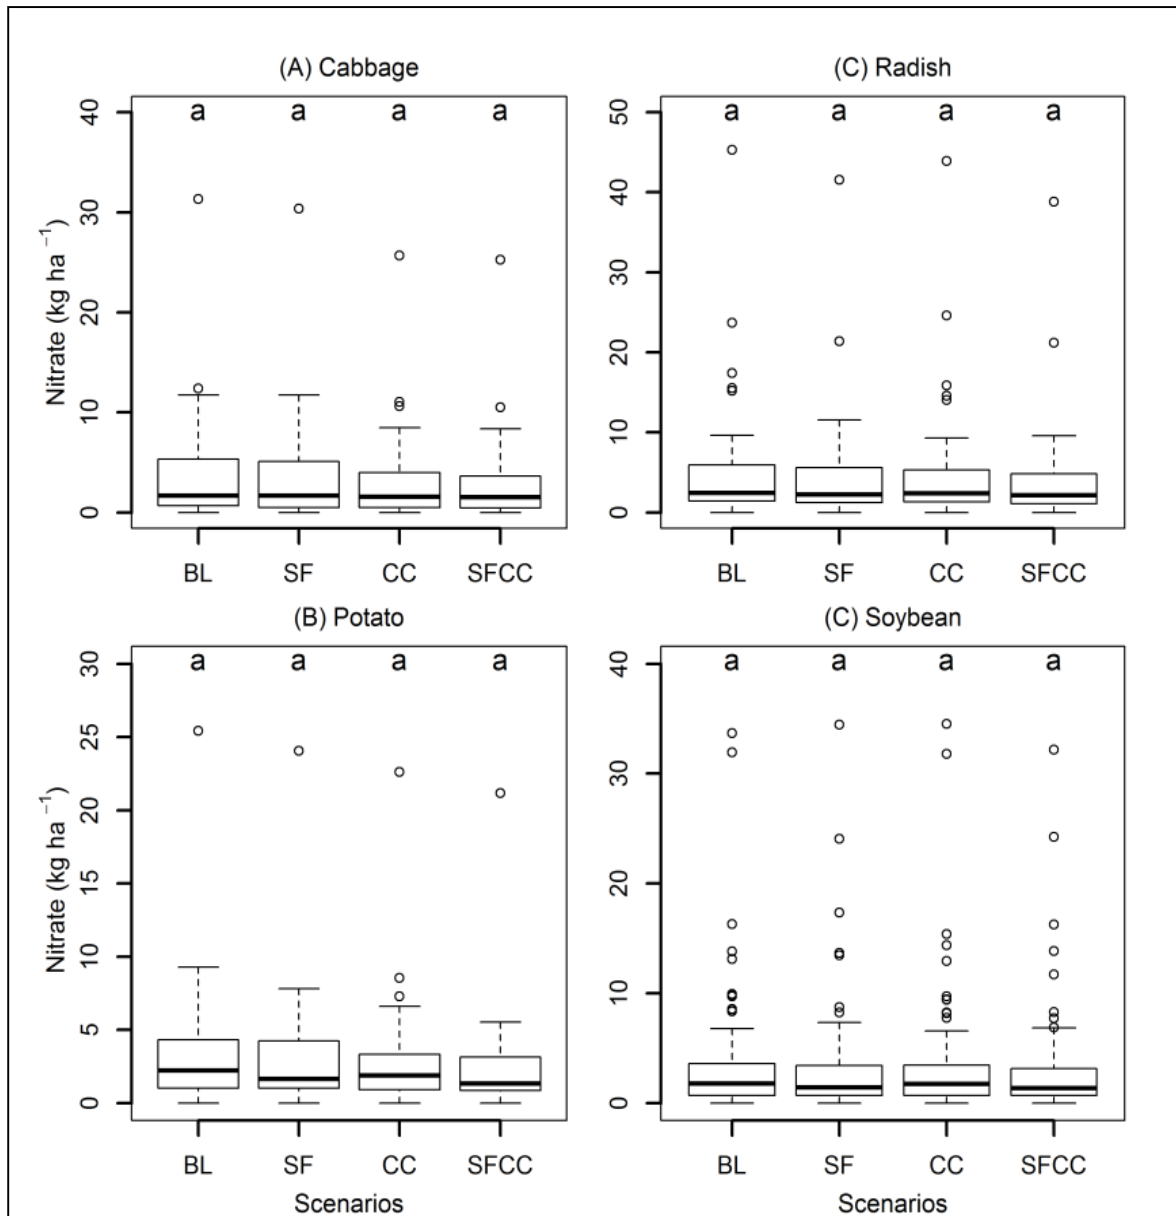 (A) Cabbage
a a a a
40
30
20
10
0
Nitrate (kg ha −1)
BL SF CC SFCC
(C) Radish
a a a a
50
40
30
20
10
0
BL SF CC SFCC
(B) Potato
a a a a
30
25
20
15
10
5
0
Nitrate (kg ha −1)
BL SF CC SFCC
Scenarios
(C) Soybean
a a a a
40
30
20
10
0
BL SF CC SFCC
Scenarios